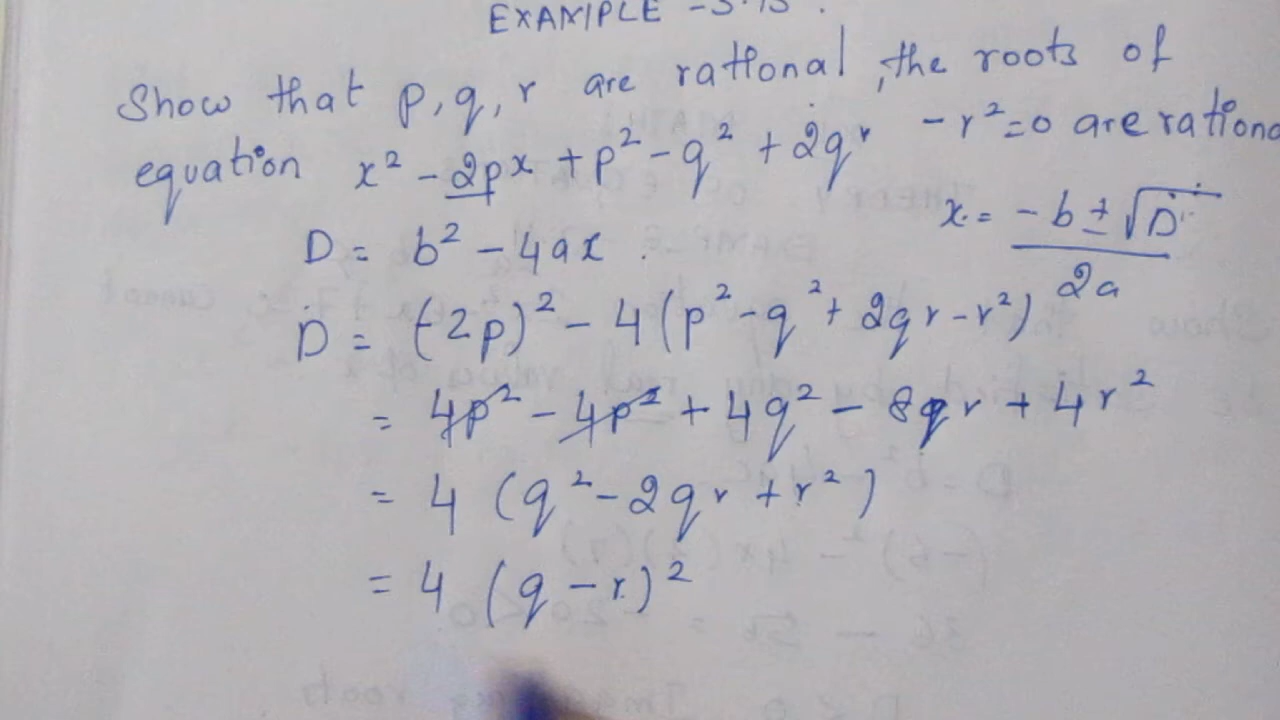 EXAMPLE
Show that p, q, r are rational, the roots of
equation x² - 2px + p² - q² + 2qr - r² = 0 are rationa
x = -b ± √D / 2a
D = b² - 4ac
D = (-2p)² - 4(p² - q² + 2qr - r²)
= 4p² - 4p² + 4q² - 8qr + 4r²
= 4 (q² - 2qr + r²)
= 4 (q - r)²